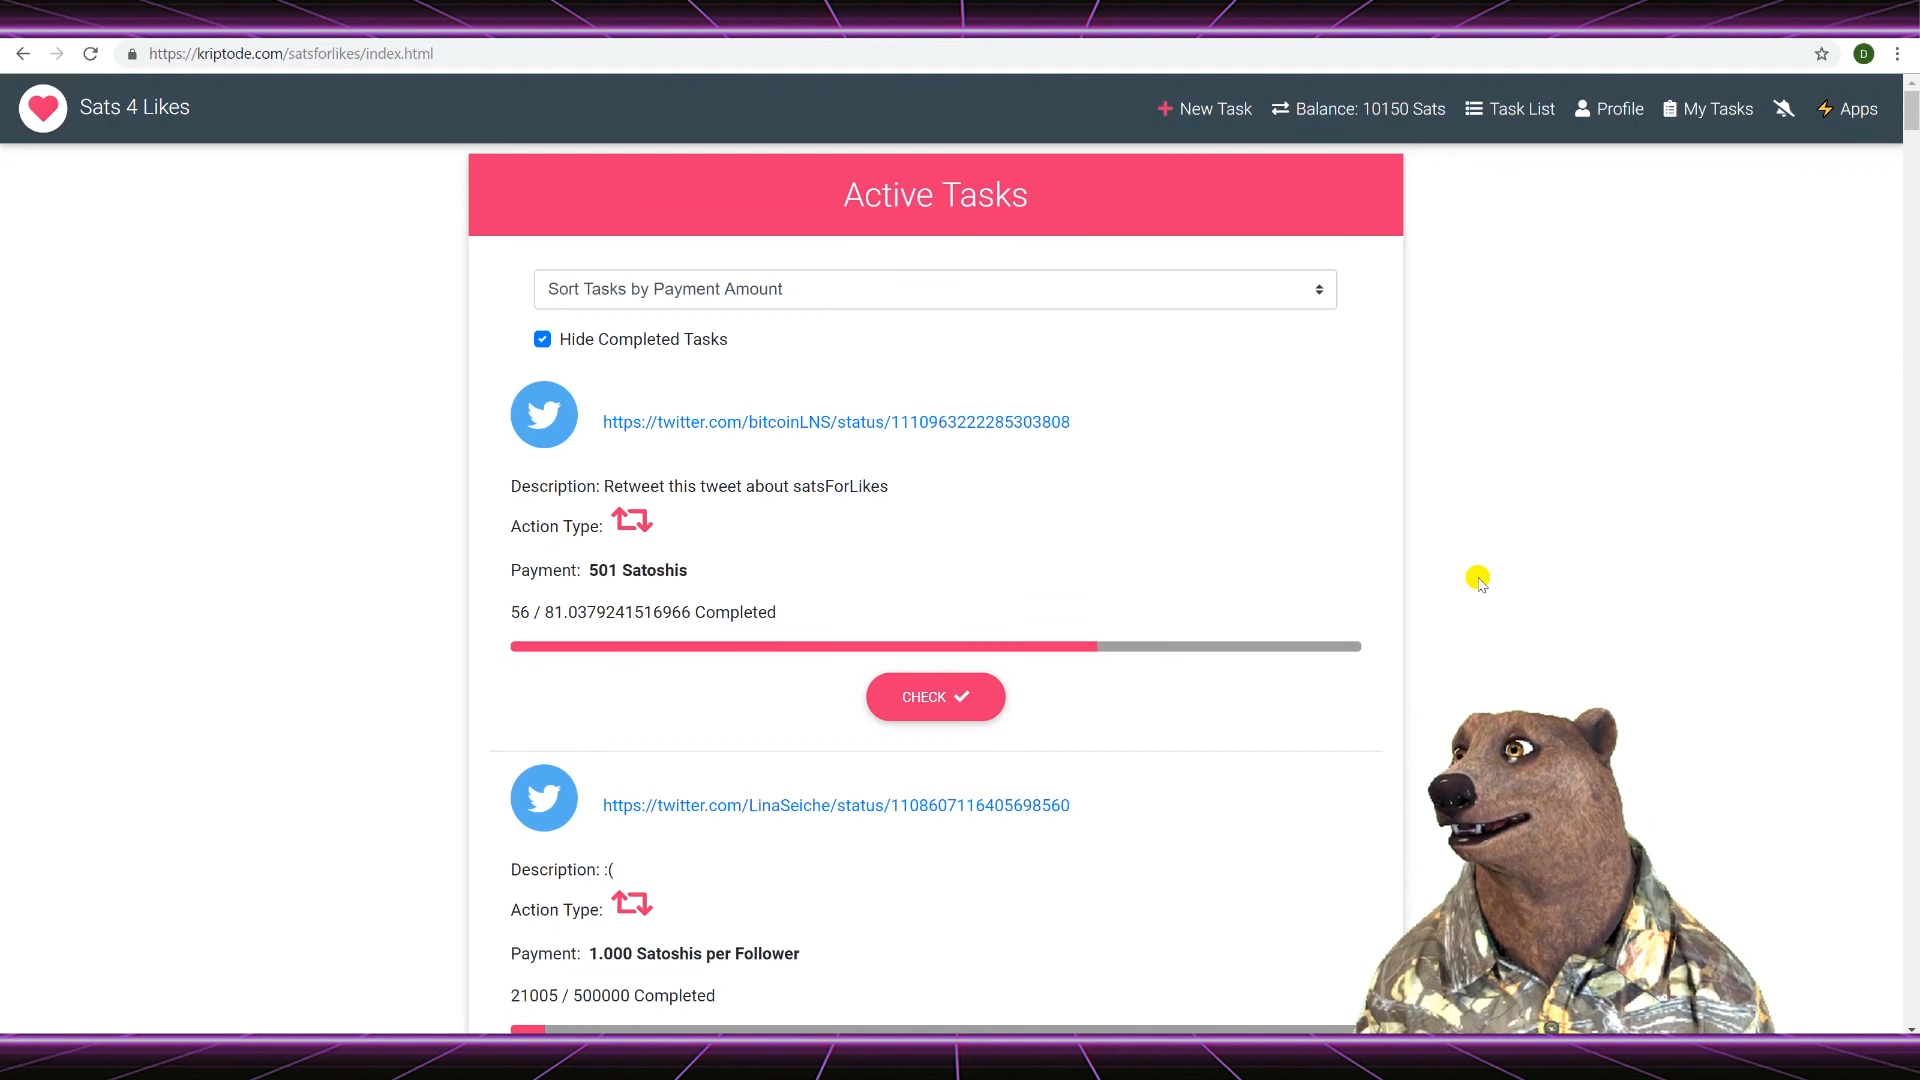 https://kriptode.com/satsforlikes/index.html
D
Sats 4 Likes
New Task
Balance: 10150 Sats
Task List
Profile
My Tasks
Apps
Active Tasks
Sort Tasks by Payment Amount
Hide Completed Tasks
https://twitter.com/bitcoinLNS/status/1110963222285303808
Description: Retweet this tweet about satsForLikes
Action Type:
Payment: 501 Satoshis
56 / 81.0379241516966 Completed
CHECK
https://twitter.com/LinaSeiche/status/1108607116405698560
Description: :(
Action Type:
Payment: 1.000 Satoshis per Follower
21005 / 500000 Completed